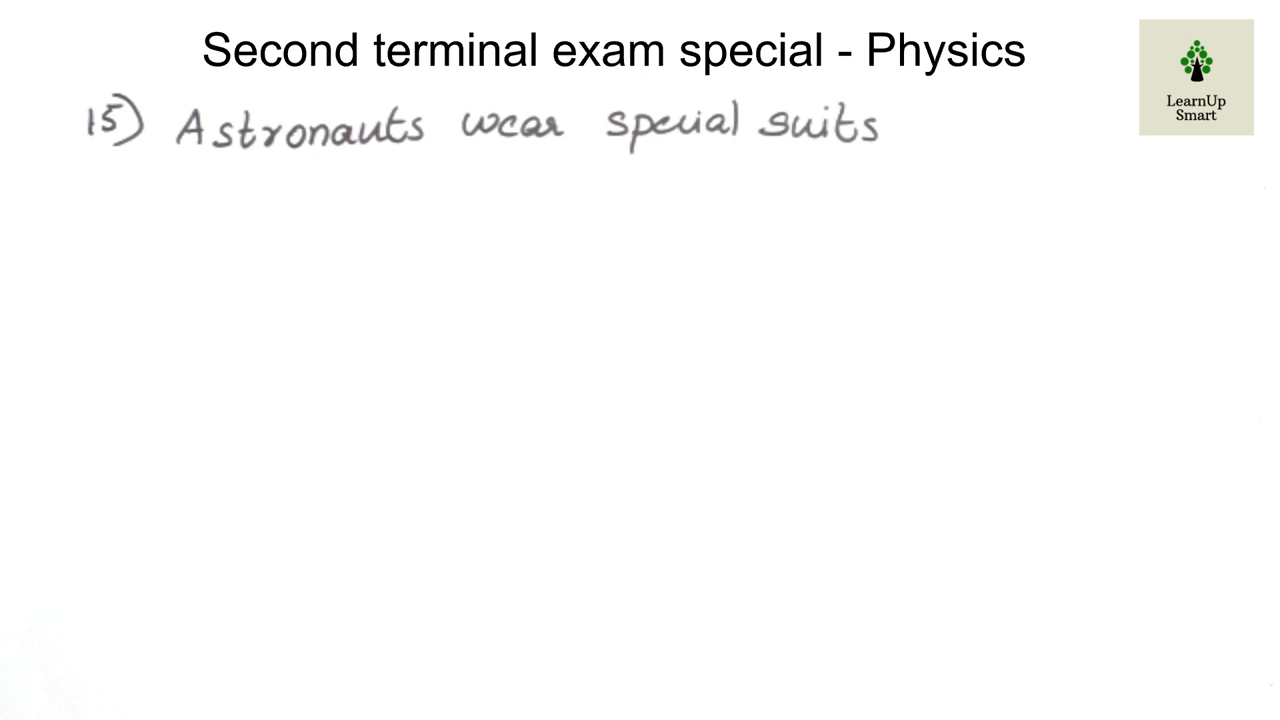 Second terminal exam special - Physics
LearnUp
Smart
15) Astronauts wear special suits